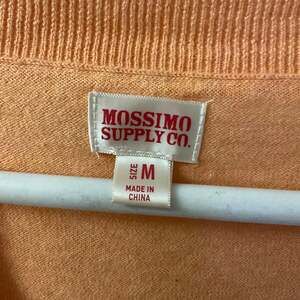 MOSSIMO
SUPPLY CO.
SIZE M
MADE IN
CHINA